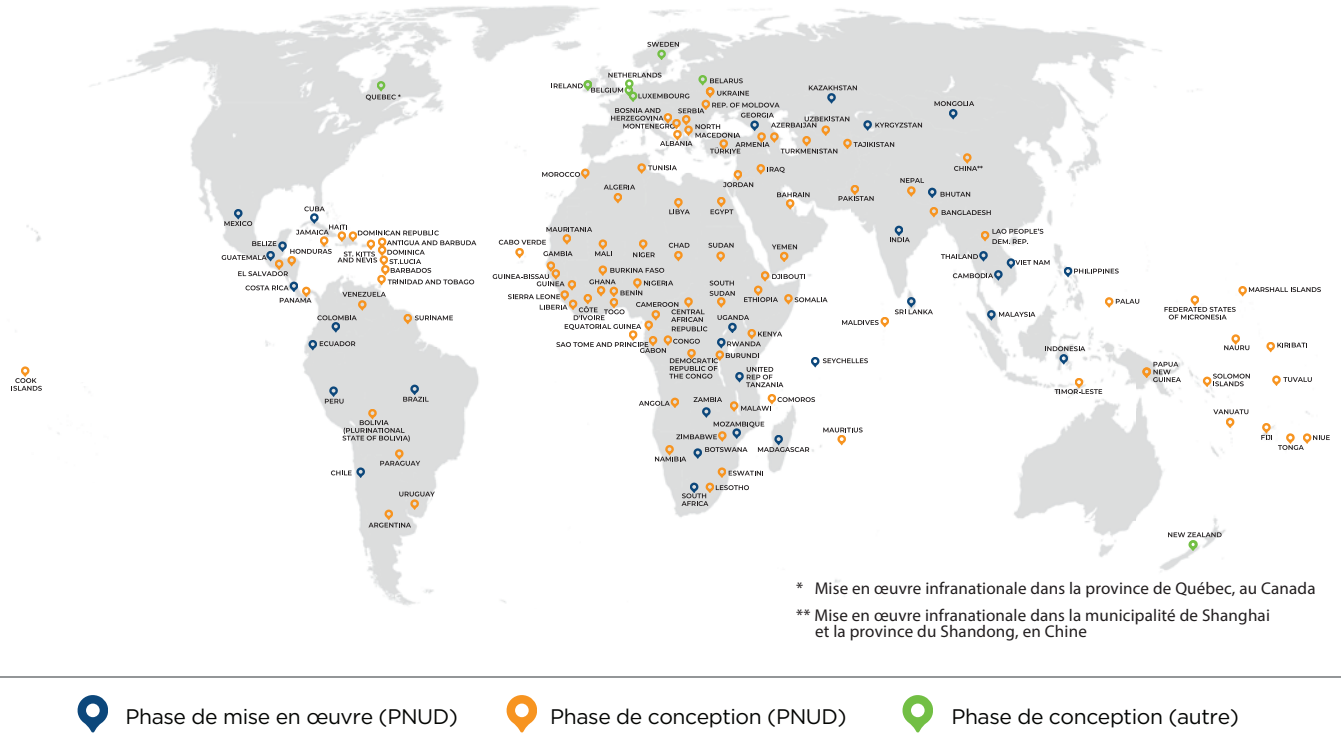 SWEDEN
NETHERLANDS
IRELAND
BELGIUM
LUXEMBOURG
BELARUS
UKRAINE
REP. OF MOLDOVA
QUEBEC *
BOSNIA AND
HERZEGOVINA
SERBIA
MONTENEGRO
NORTH
MACEDONIA
ALBANIA
GEORGIA
ARMENIA
AZERBAIJAN
TÜRKIYE
KAZAKHSTAN
UZBEKISTAN
KYRGYZSTAN
TURKMENISTAN
TAJIKISTAN
MONGOLIA
CHINA**
MOROCCO
TUNISIA
ALGERIA
LIBYA
EGYPT
JORDAN
IRAQ
BAHRAIN
PAKISTAN
NEPAL
BHUTAN
BANGLADESH
INDIA
LAO PEOPLE'S
DEM. REP.
THAILAND
VIET NAM
CAMBODIA
PHILIPPINES
MEXICO
CUBA
JAMAICA
HAITI
DOMINICAN REPUBLIC
ANTIGUA AND BARBUDA
ST. KITTS
AND NEVIS
DOMINICA
ST.LUCIA
BARBADOS
TRINIDAD AND TOBAGO
BELIZE
GUATEMALA
HONDURAS
EL SALVADOR
COSTA RICA
PANAMA
VENEZUELA
COLOMBIA
SURINAME
ECUADOR
PERU
BRAZIL
BOLIVIA
(PLURINATIONAL
STATE OF BOLIVIA)
PARAGUAY
CHILE
URUGUAY
ARGENTINA
COOK
ISLANDS
CABO VERDE
MAURITANIA
MALI
NIGER
CHAD
SUDAN
YEMEN
GAMBIA
GUINEA-BISSAU
GUINEA
SIERRA LEONE
LIBERIA
BURKINA FASO
GHANA
BENIN
CÔTE
D'IVOIRE
TOGO
NIGERIA
CAMEROON
CENTRAL
AFRICAN
REPUBLIC
SOUTH
SUDAN
ETHIOPIA
DJIBOUTI
SOMALIA
EQUATORIAL GUINEA
SAO TOME AND PRINCIPE
GABON
CONGO
DEMOCRATIC
REPUBLIC OF
THE CONGO
UGANDA
KENYA
RWANDA
BURUNDI
UNITED
REP OF
TANZANIA
SEYCHELLES
MALDIVES
SRI LANKA
MALAYSIA
INDONESIA
TIMOR-LESTE
PAPUA
NEW
GUINEA
PALAU
FEDERATED STATES
OF MICRONESIA
MARSHALL ISLANDS
NAURU
KIRIBATI
SOLOMON
ISLANDS
TUVALU
VANUATU
FIJI
TONGA
NIUE
ANGOLA
ZAMBIA
MALAWI
COMOROS
MOZAMBIQUE
ZIMBABWE
MADAGASCAR
MAURITIUS
NAMIBIA
BOTSWANA
ESWATINI
SOUTH
AFRICA
LESOTHO
NEW ZEALAND
* Mise en œuvre infranationale dans la province de Québec, au Canada
** Mise en œuvre infranationale dans la municipalité de Shanghai
et la province du Shandong, en Chine
Phase de mise en œuvre (PNUD)
Phase de conception (PNUD)
Phase de conception (autre)